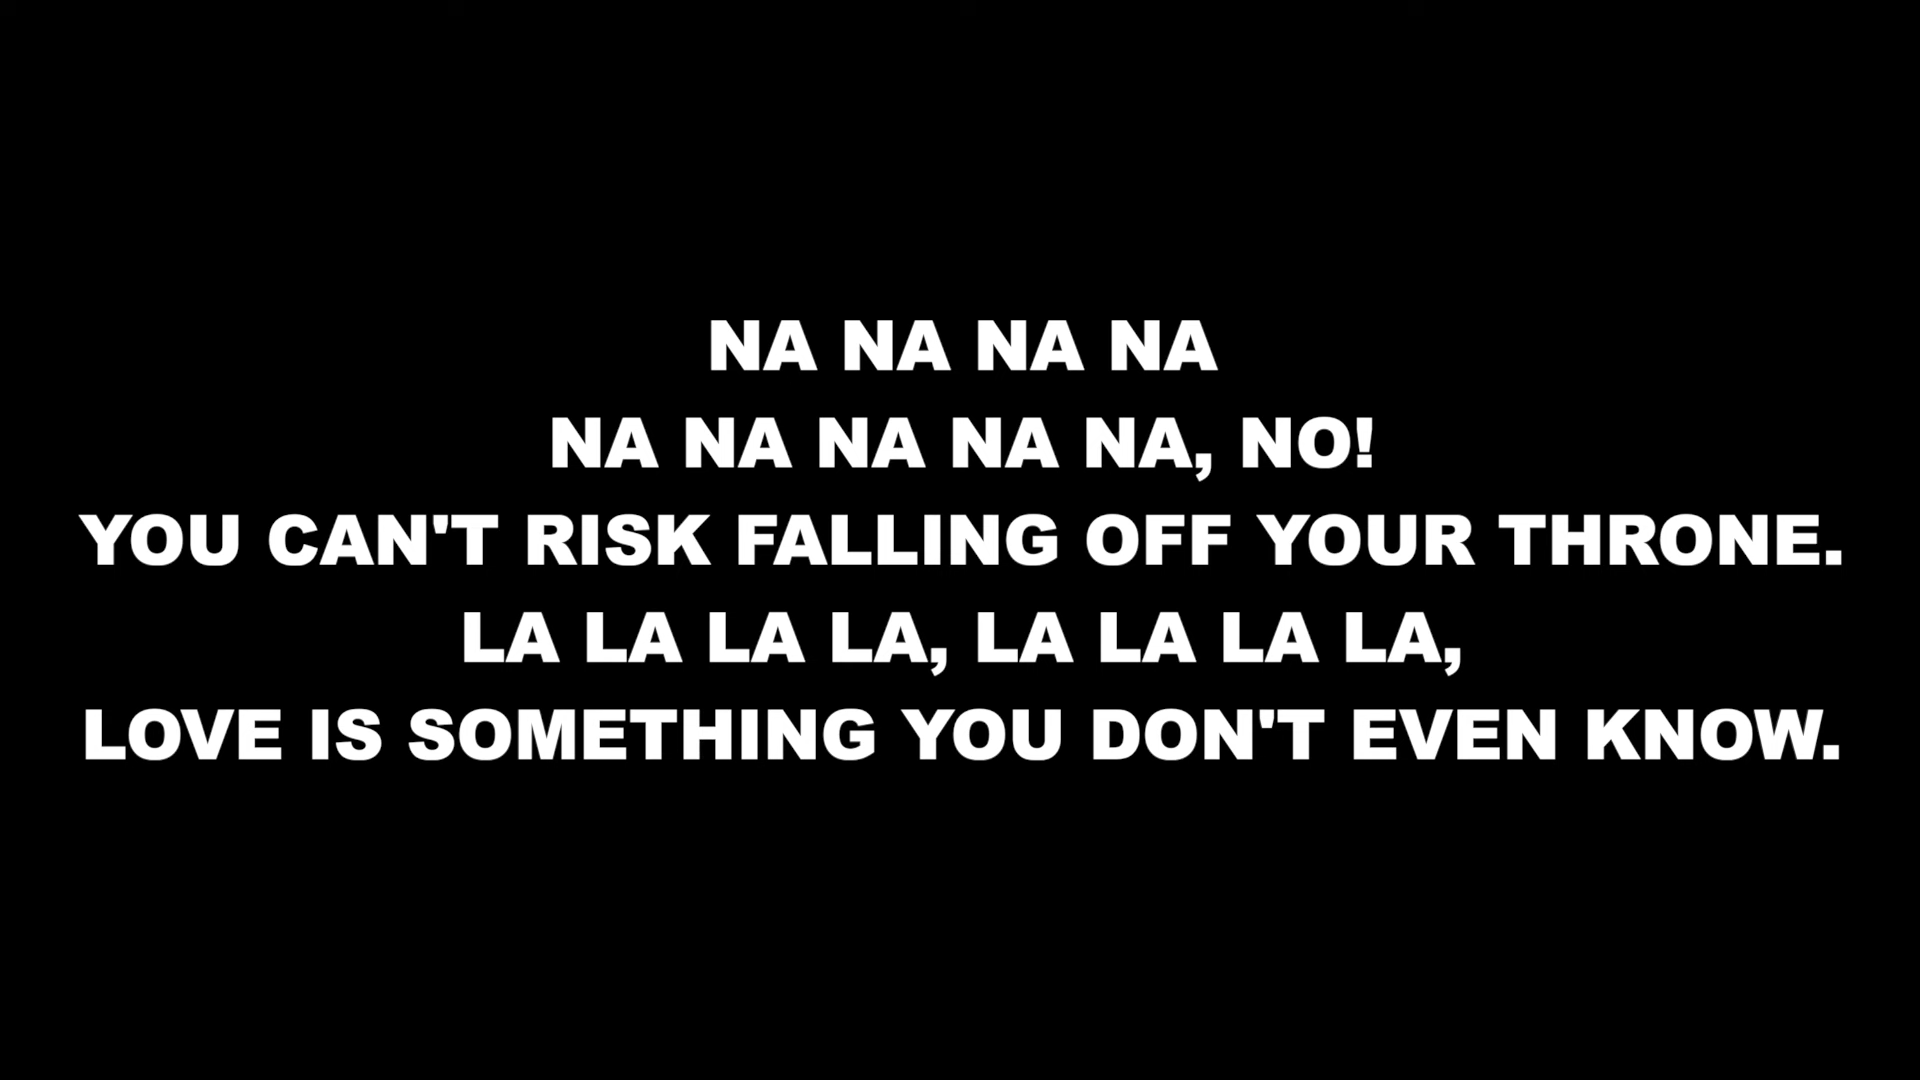 NA NA NA NA
NA NA NA NA NA, NO!
YOU CAN'T RISK FALLING OFF YOUR THRONE.
LA LA LA LA, LA LA LA LA,
LOVE IS SOMETHING YOU DON'T EVEN KNOW.